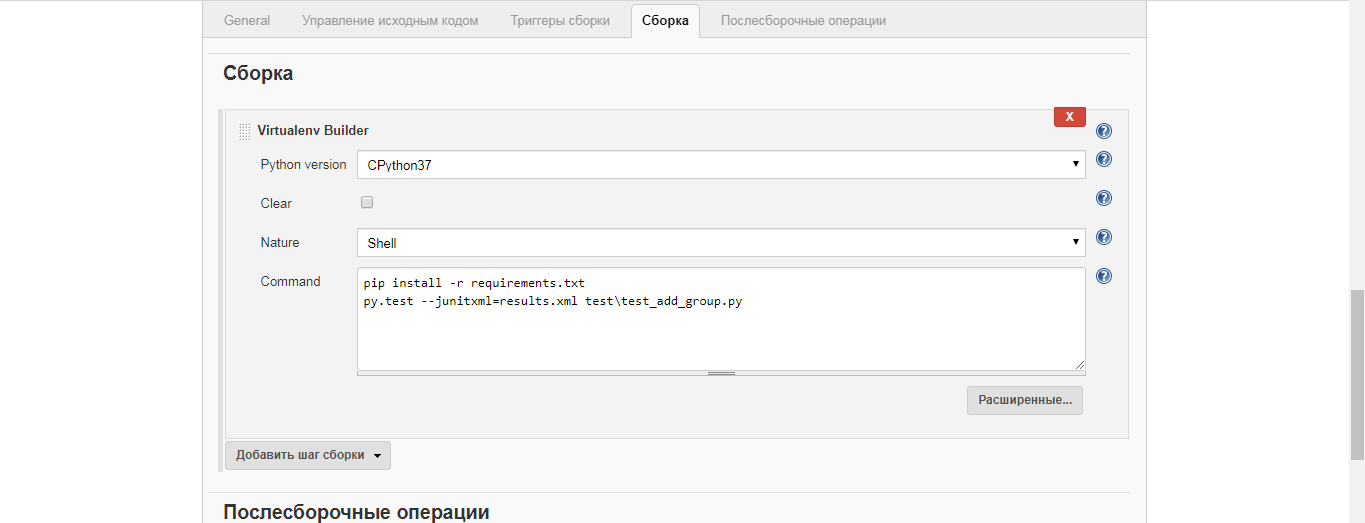 General Управление исходным кодом Триггеры сборки Сборка Послесборочные операции
Сборка
Virtualenv Builder X
Python version CPython37
Clear
Nature Shell
Command pip install -r requirements.txt
py.test --junitxml=results.xml test\test_add_group.py
Расширенные...
Добавить шаг сборки
Послесборочные операции